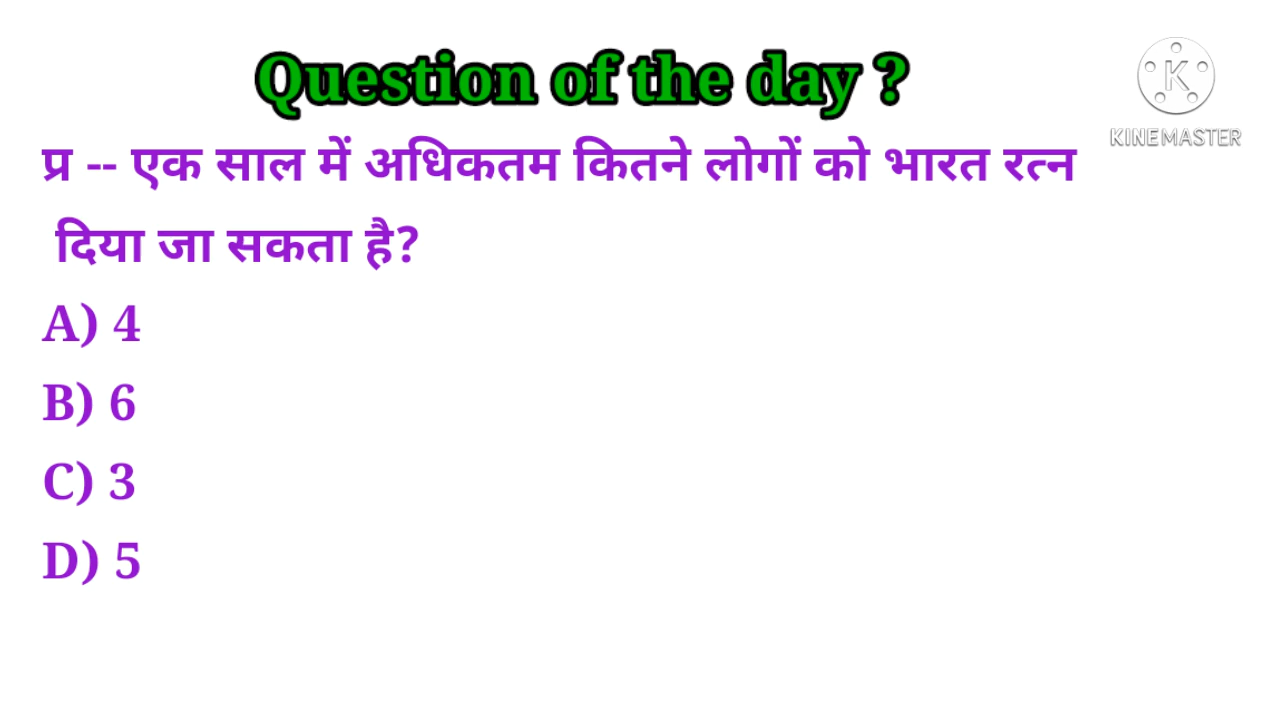 Question of the day ?
KINEMASTER
प्र -- एक साल में अधिकतम कितने लोगों को भारत रत्न
दिया जा सकता है?
A) 4
B) 6
C) 3
D) 5